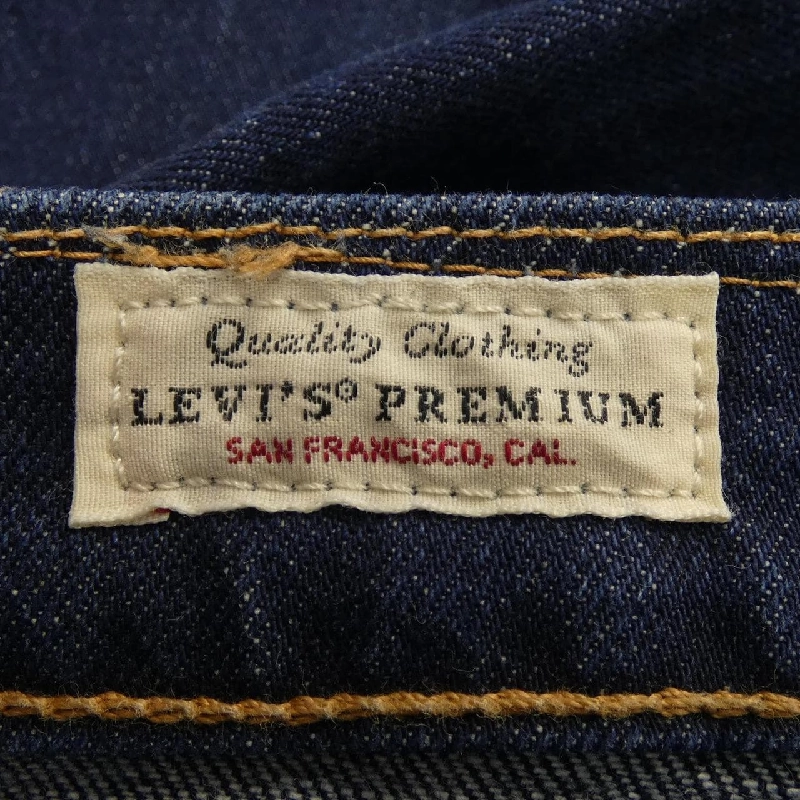 Quality Clothing
LEVI'S® PREMIUM
SAN FRANCISCO, CAL.